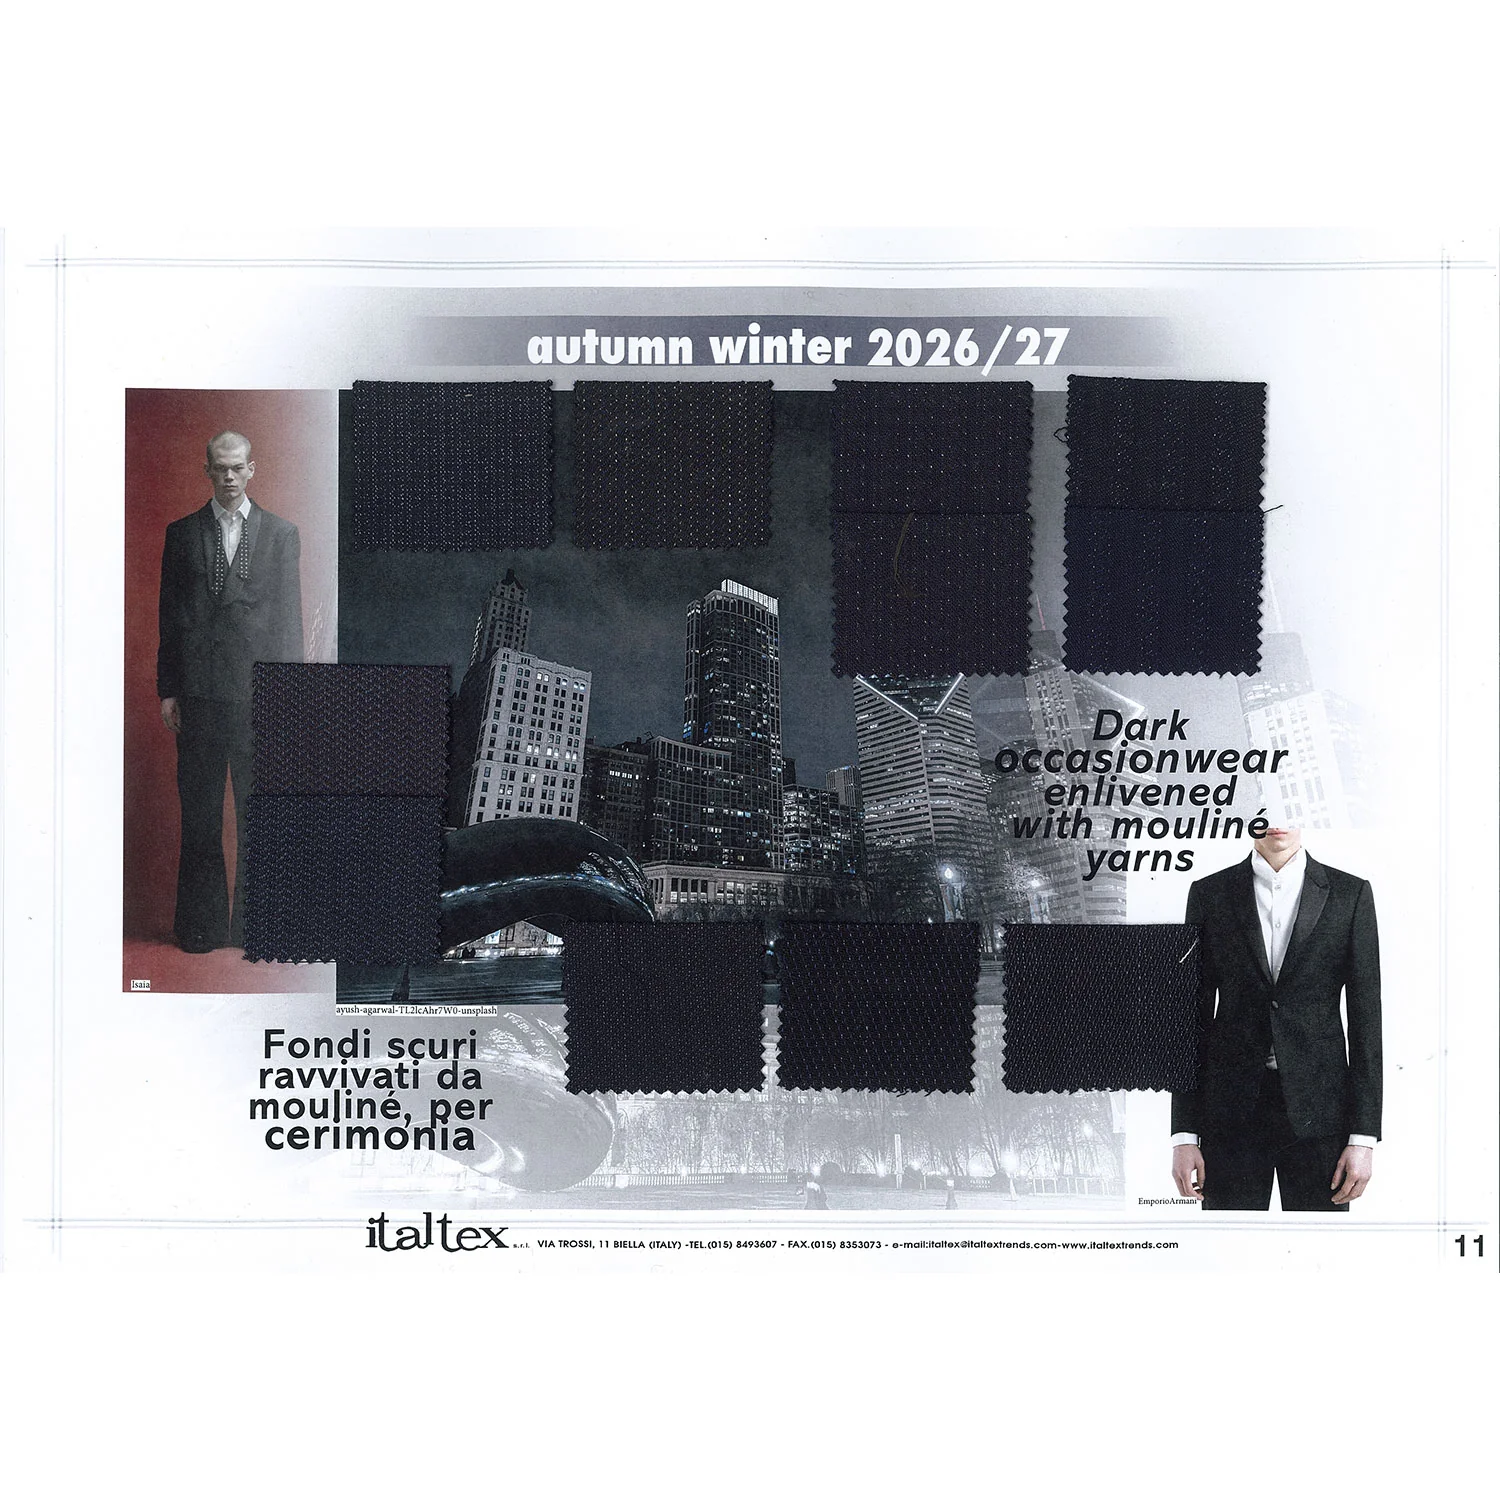 autumn winter 2026/27
Dark
occasionwear
enlivened
with mouliné
yarns
Isaia
ayush-agarwal-TL2lcAhr7W0-unsplash
Fondi scuri
ravvivati da
mouliné, per
cerimonia
EmporioArmani
italtex s.r.l. VIA TROSSI, 11 BIELLA (ITALY) -TEL.(015) 8493607 - FAX.(015) 8353073 - e-mail:italtex@italtextrends.com-www.italtextrends.com
11